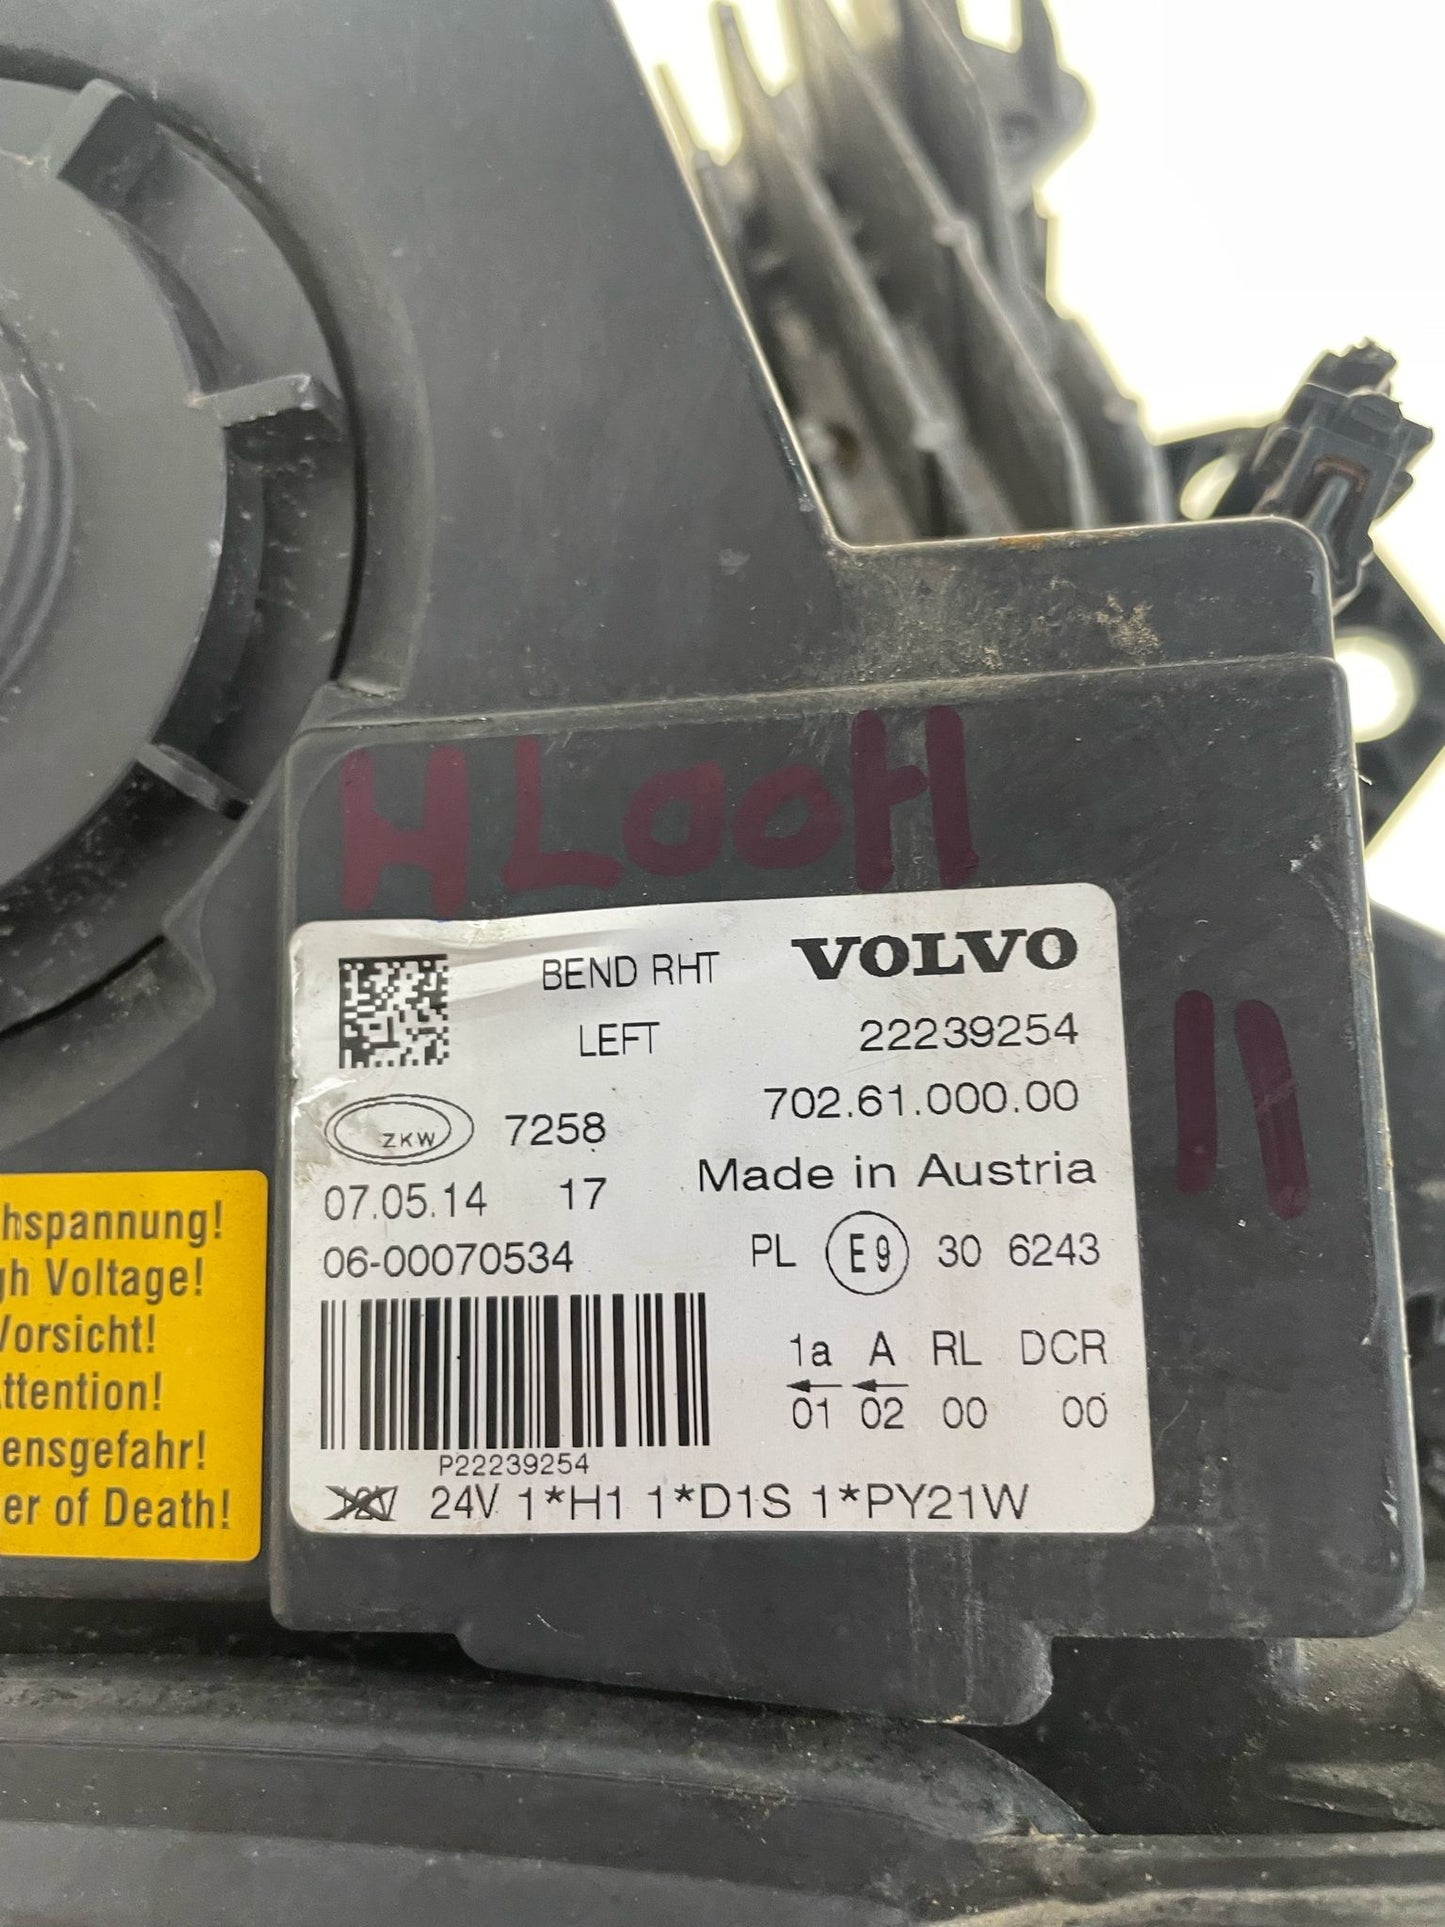 HLOOH
II
BEND RHT VOLVO
LEFT 22239254
702.61.000.00
ZKW 7258
Made in Austria
07.05.14 17
06-00070534
PL E9 30 6243
1a A RL DCR
01 02 00 00
P22239254
24V 1*H1 1*D1S 1*PY21W
hspannung!
gh Voltage!
Vorsicht!
ttention!
ensgefahr!
er of Death!